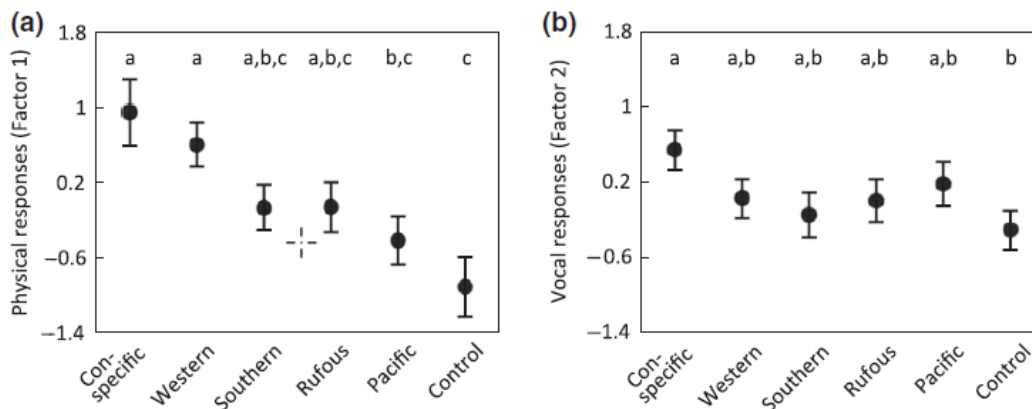 (a)
Physical responses (Factor 1)
1.8
1
0.2
−0.6
−1.4
a a a,b,c a,b,c b,c c
Con-
specific
Western
Southern
Rufous
Pacific
Control
(b)
Vocal responses (Factor 2)
1.8
1
0.2
−0.6
−1.4
a a,b a,b a,b a,b b
Con-
specific
Western
Southern
Rufous
Pacific
Control